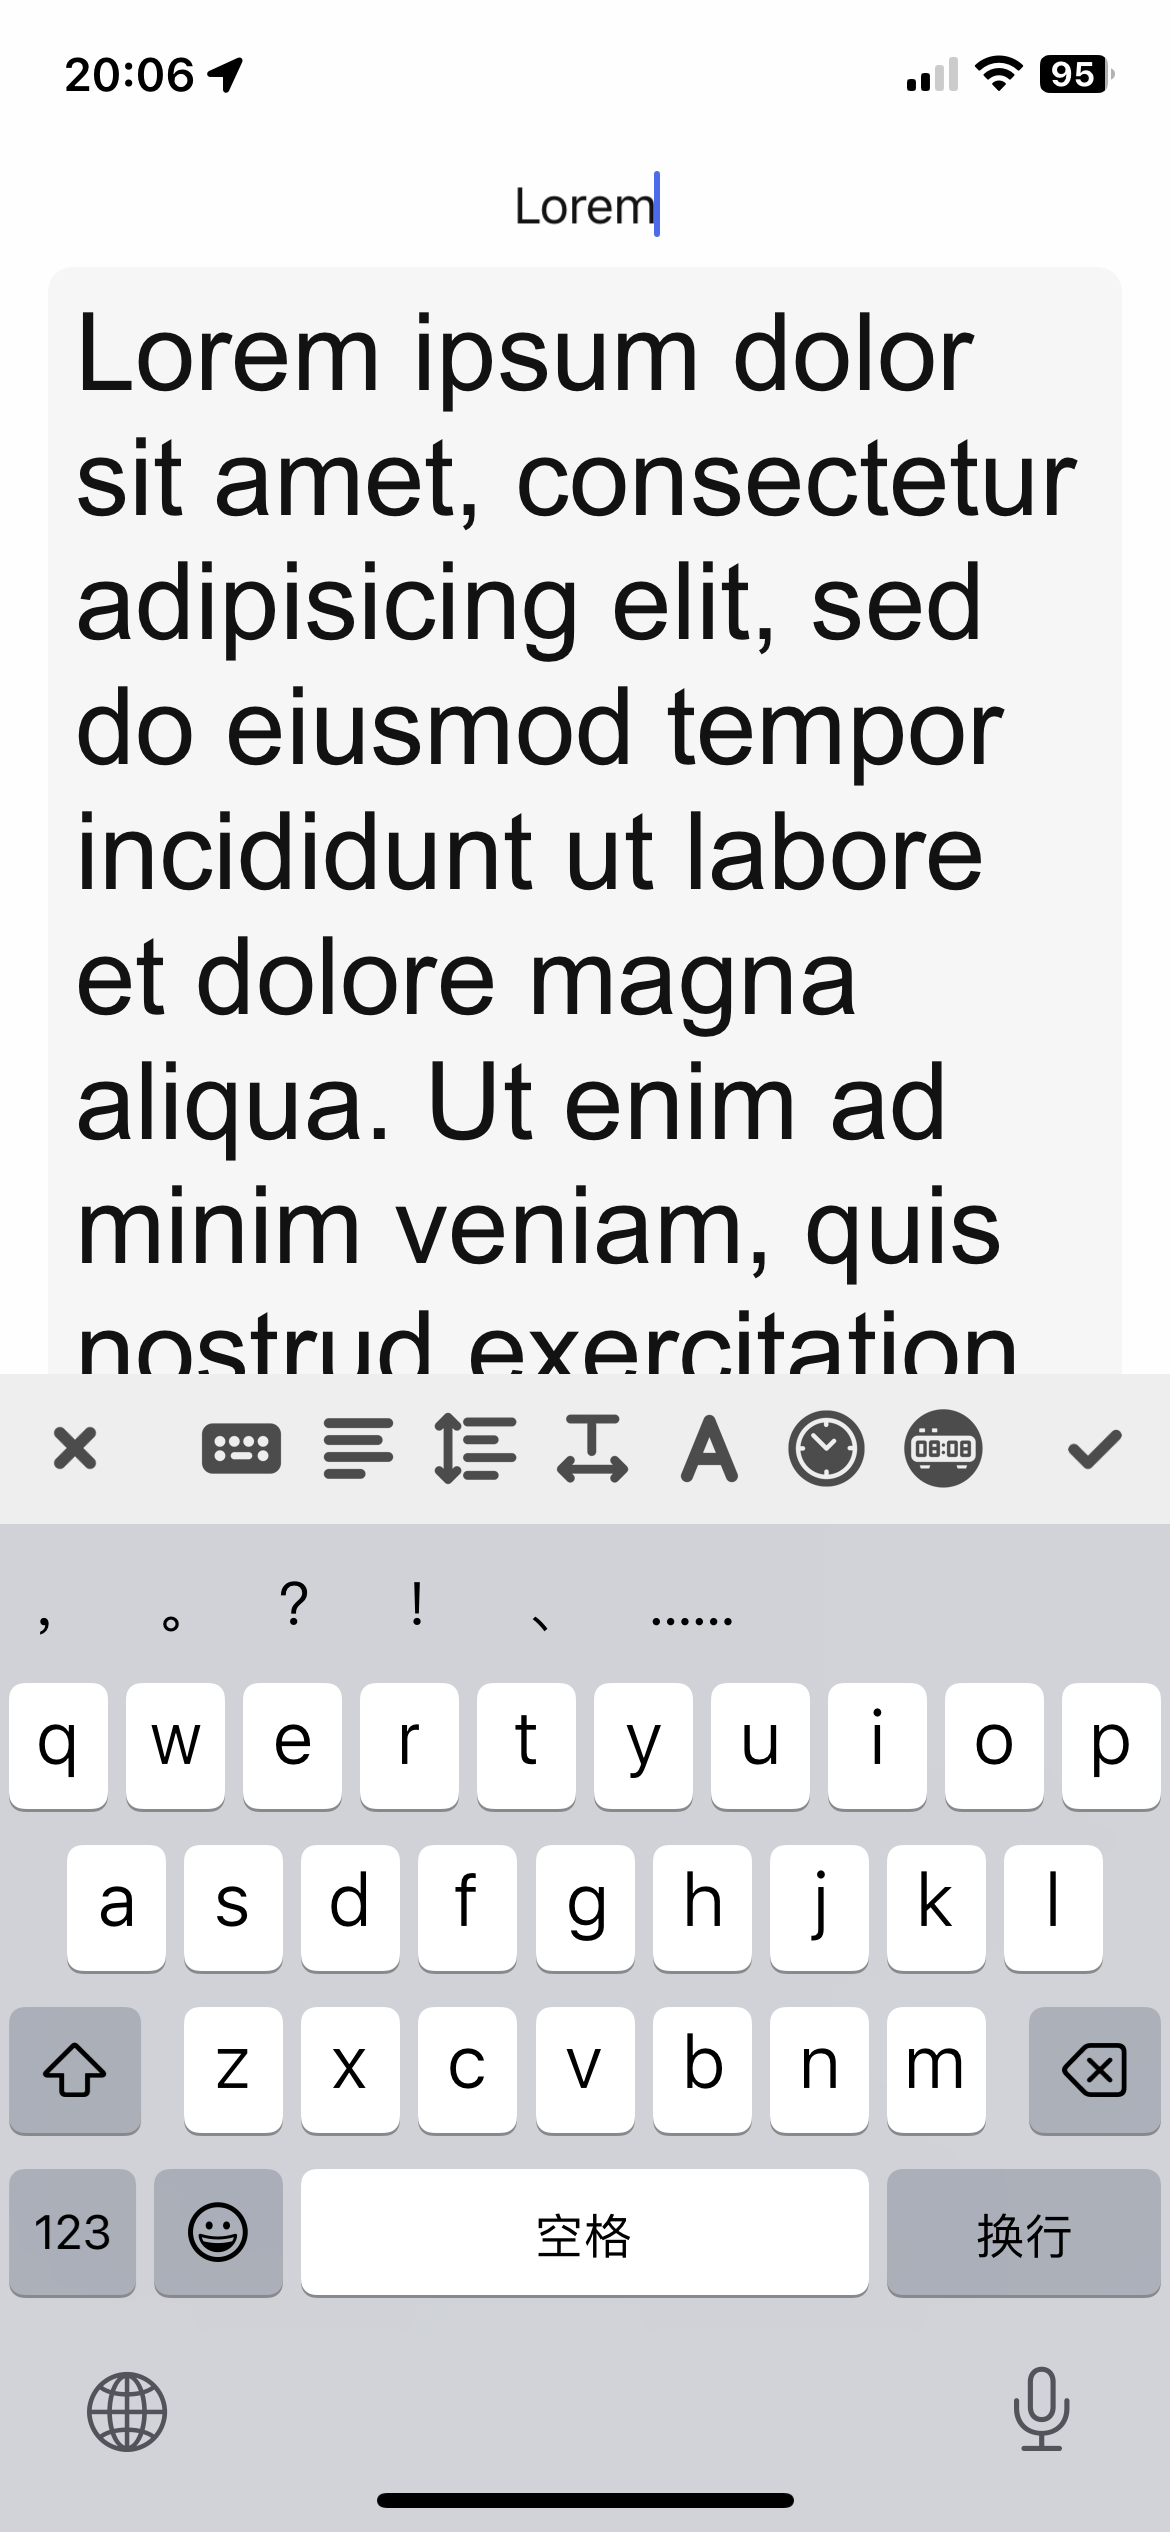 20:06
95
Lorem
Lorem ipsum dolor
sit amet, consectetur
adipisicing elit, sed
do eiusmod tempor
incididunt ut labore
et dolore magna
aliqua. Ut enim ad
minim veniam, quis
nostrud exercitation
T A 08:08
， 。 ？ ！ 、 ……
q w e r t y u i o p
a s d f g h j k l
z x c v b n m
123 空格 换行